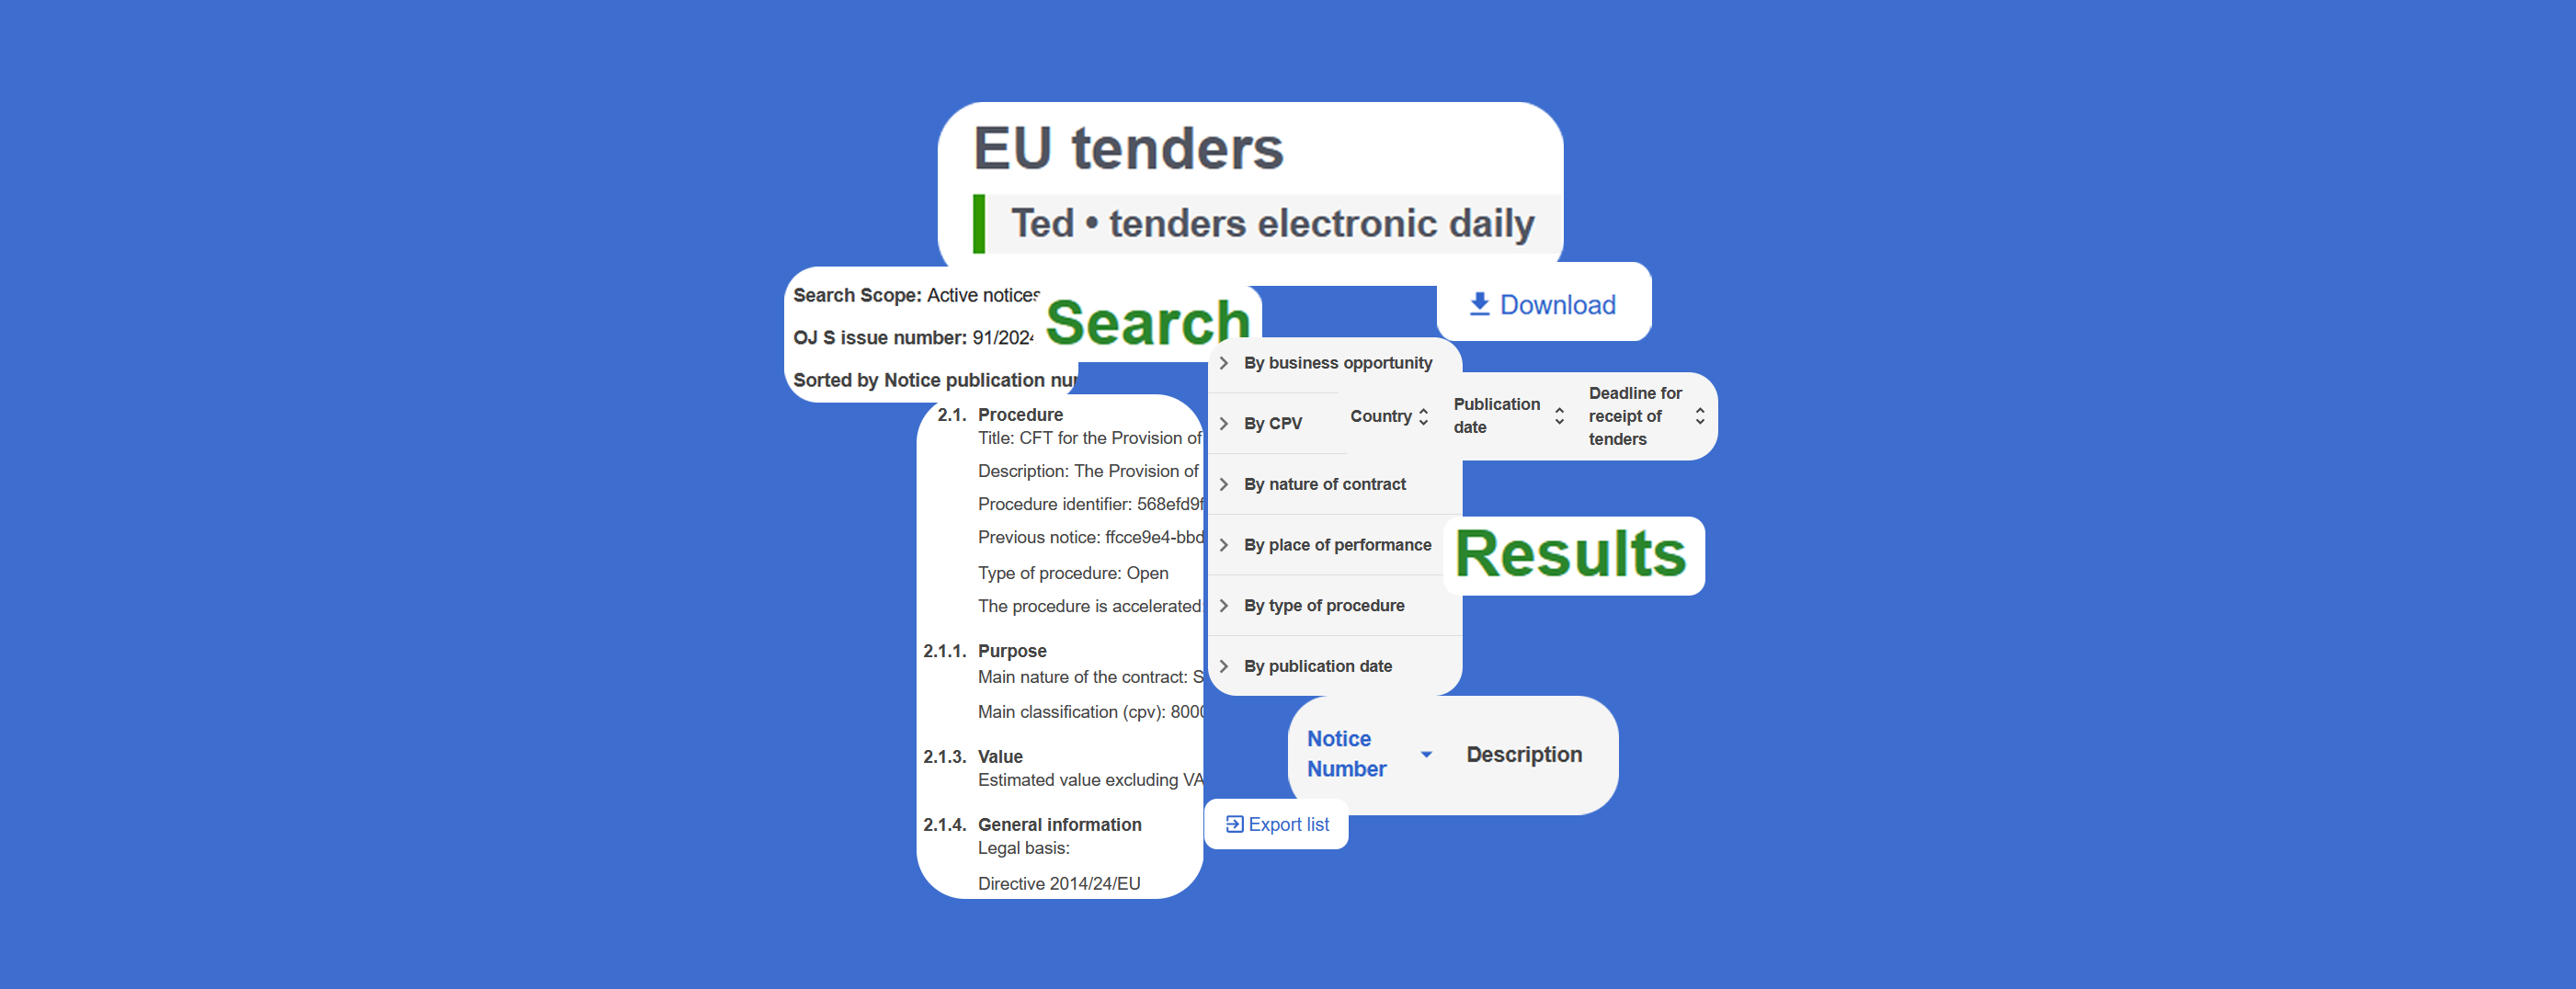 EU tenders
Ted • tenders electronic daily
Search Scope: Active notices
OJ S issue number: 91/2024
Sorted by Notice publication
Search
Download
By business opportunity
By CPV
By nature of contract
By place of performance
By type of procedure
By publication date
Country
Publication
date
Deadline for
receipt of
tenders
Results
2.1. Procedure
Title: CFT for the Provision of
Description: The Provision of
Procedure identifier: 568efd9f
Previous notice: ffcce9e4-bbd
Type of procedure: Open
The procedure is accelerated
2.1.1. Purpose
Main nature of the contract: S
Main classification (cpv): 800
2.1.3. Value
Estimated value excluding VA
2.1.4. General information
Legal basis:
Directive 2014/24/EU
Notice
Number
Description
Export list